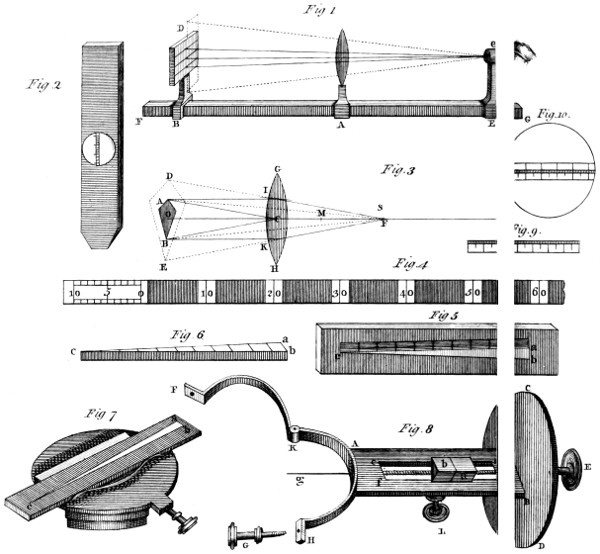 Fig 1
D
e
F
B
A
E
G
Fig 2
Fig. 10.
Fig. 3
D
G
I
A
O
S
M
C
F
B
K
E
H
Fig. 9.
Fig. 4
10 5 0 10 20 30 40 50 60
Fig. 6
a
c
b
Fig. 5
a
b
Fig 7
c
F
K
A
Fig. 8
C
e
b
E
g
f
L
G
H
D